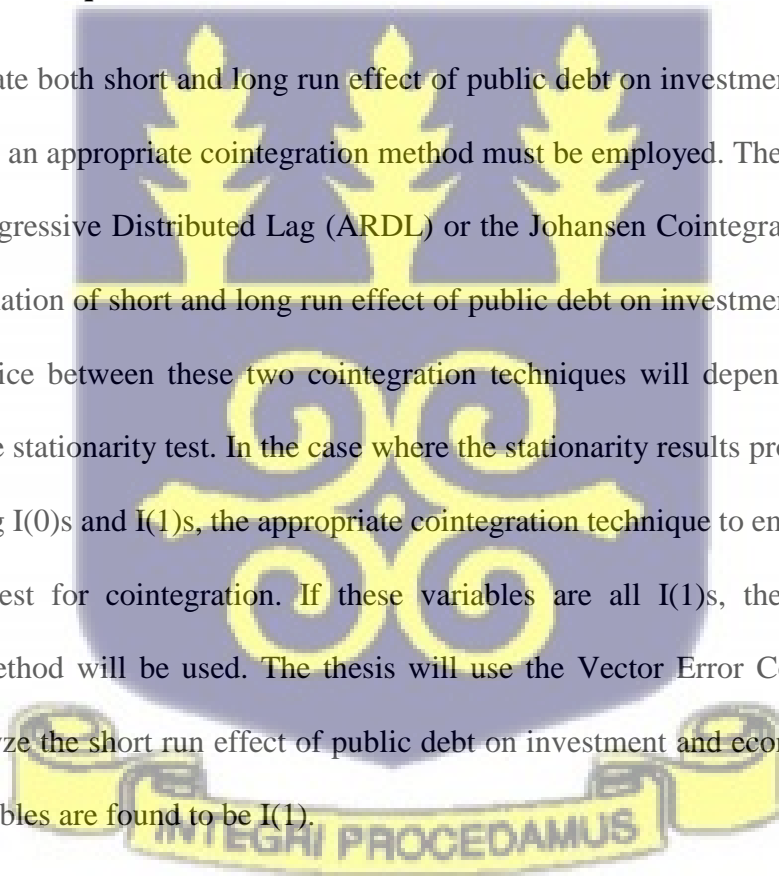 ate both short and long run effect of public debt on investmen
an appropriate cointegration method must be employed. The
gressive Distributed Lag (ARDL) or the Johansen Cointegra
ation of short and long run effect of public debt on investmen
ice between these two cointegration techniques will depen
e stationarity test. In the case where the stationarity results pr
g I(0)s and I(1)s, the appropriate cointegration technique to en
est for cointegration. If these variables are all I(1)s, the
ethod will be used. The thesis will use the Vector Error C
yze the short run effect of public debt on investment and econ
bles are found to be I(1).
INTEGRI PROCEDAMUS